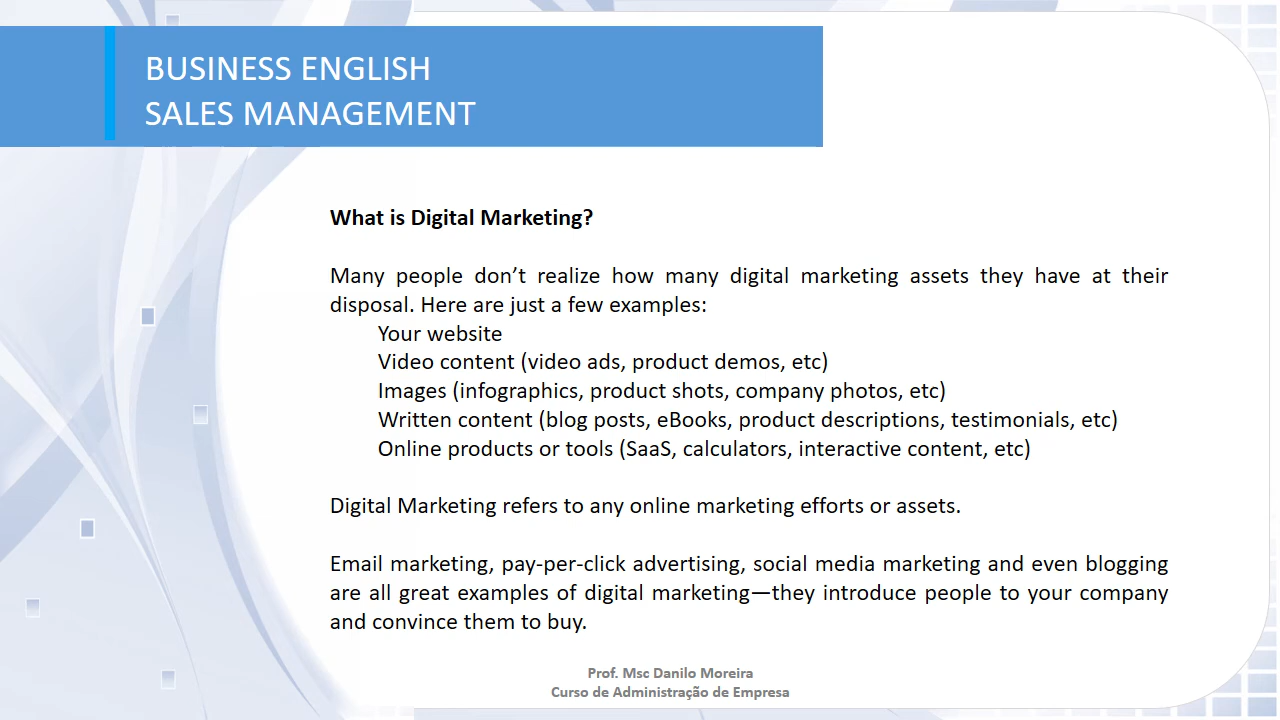 BUSINESS ENGLISH
SALES MANAGEMENT
What is Digital Marketing?
Many people don’t realize how many digital marketing assets they have at their
disposal. Here are just a few examples:
Your website
Video content (video ads, product demos, etc)
Images (infographics, product shots, company photos, etc)
Written content (blog posts, eBooks, product descriptions, testimonials, etc)
Online products or tools (SaaS, calculators, interactive content, etc)
Digital Marketing refers to any online marketing efforts or assets.
Email marketing, pay-per-click advertising, social media marketing and even blogging
are all great examples of digital marketing—they introduce people to your company
and convince them to buy.
Prof. Msc Danilo Moreira
Curso de Administração de Empresa